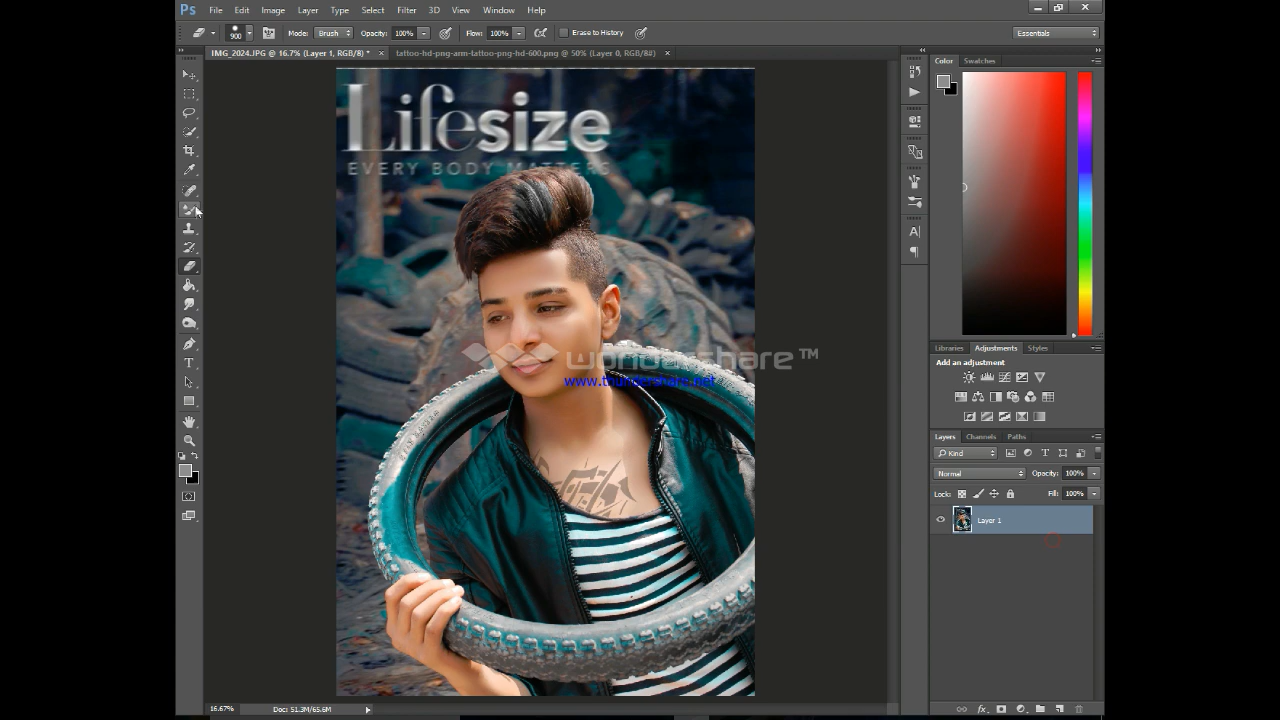 Ps File Edit Image Layer Type Select Filter 3D View Window Help
900 Mode: Brush Opacity: 100% Flow: 100% Erase to History Essentials
IMG_2024.JPG @ 16.7% (Layer 1, RGB/8) * × tattoo-hd-png-arm-tattoo-png-hd-600.png @ 50% (Layer 0, RGB/8#) ×
Color Swatches
Lifesize
EVERY BODY MATTERS
wondershare™
www.thundershare.net
Libraries Adjustments Styles
Add an adjustment
Layers Channels Paths
Kind
Normal Opacity: 100%
Lock: Fill: 100%
Layer 1
16.67% Doc: 51.3M/65.6M